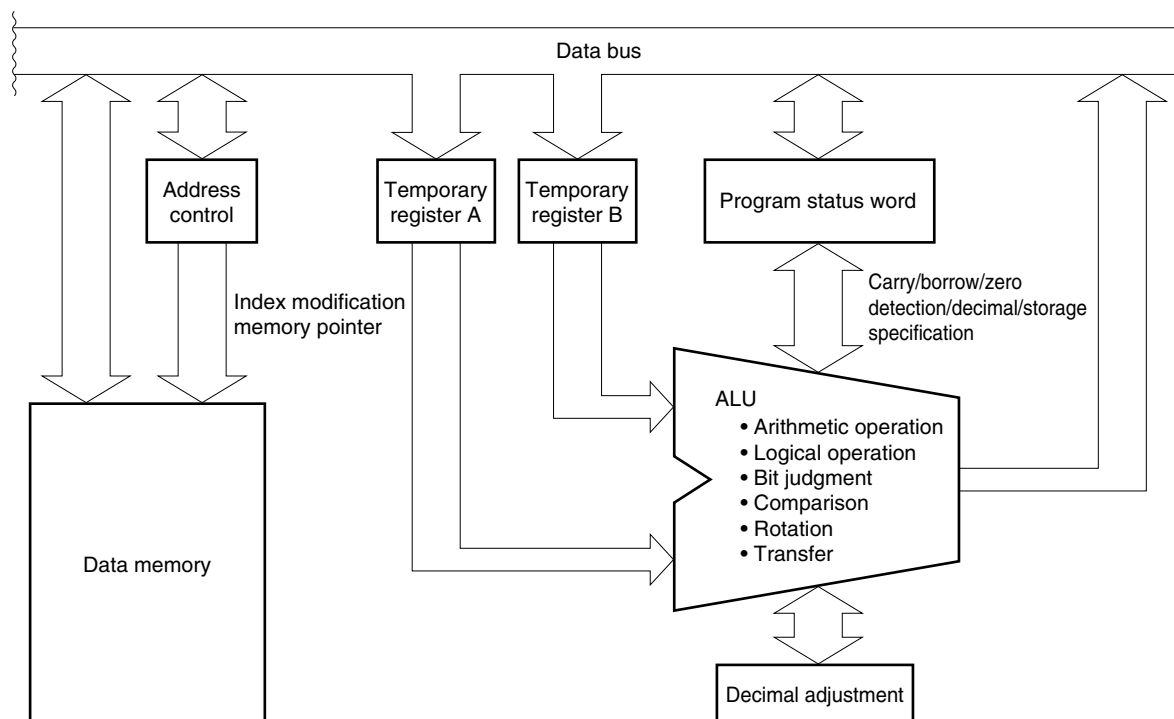 Data bus
Address
control
Temporary
register A
Temporary
register B
Program status word
Index modification
memory pointer
Carry/borrow/zero
detection/decimal/storage
specification
ALU
• Arithmetic operation
• Logical operation
• Bit judgment
• Comparison
• Rotation
• Transfer
Data memory
Decimal adjustment